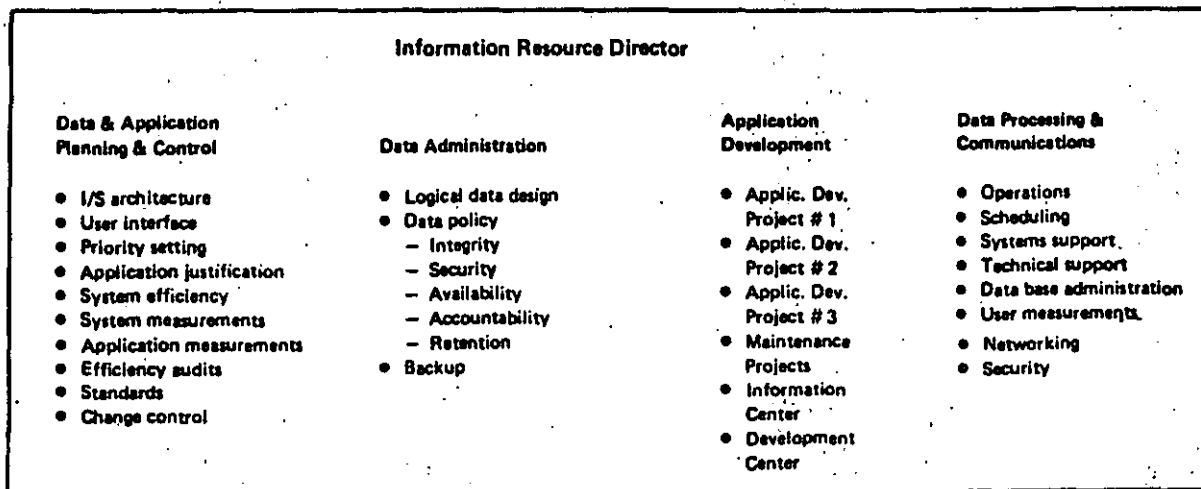 Information Resource Director
Data & Application
Planning & Control
● I/S architecture
● User interface
● Priority setting
● Application justification
● System efficiency
● System measurements
● Application measurements
● Efficiency audits
● Standards
● Change control
Data Administration
● Logical data design
● Data policy
– Integrity
– Security
– Availability
– Accountability
– Retention
● Backup
Application
Development
● Applic. Dev.
Project # 1
● Applic. Dev.
Project # 2
● Applic. Dev.
Project # 3
● Maintenance
Projects
● Information
Center
● Development
Center
Data Processing &
Communications
● Operations
● Scheduling
● Systems support
● Technical support
● Data base administration
● User measurements
● Networking
● Security